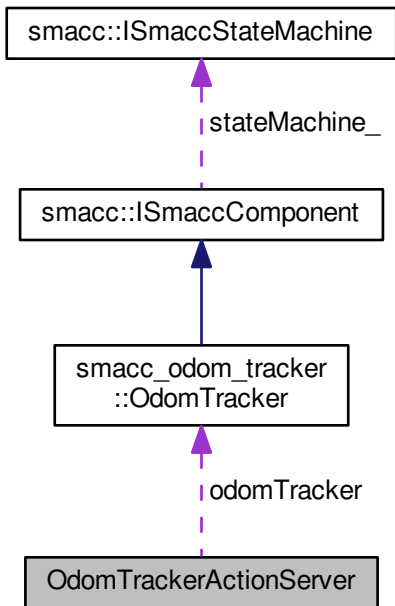 smacc::ISmaccStateMachine
stateMachine_
smacc::ISmaccComponent
smacc_odom_tracker
::OdomTracker
odomTracker
OdomTrackerActionServer